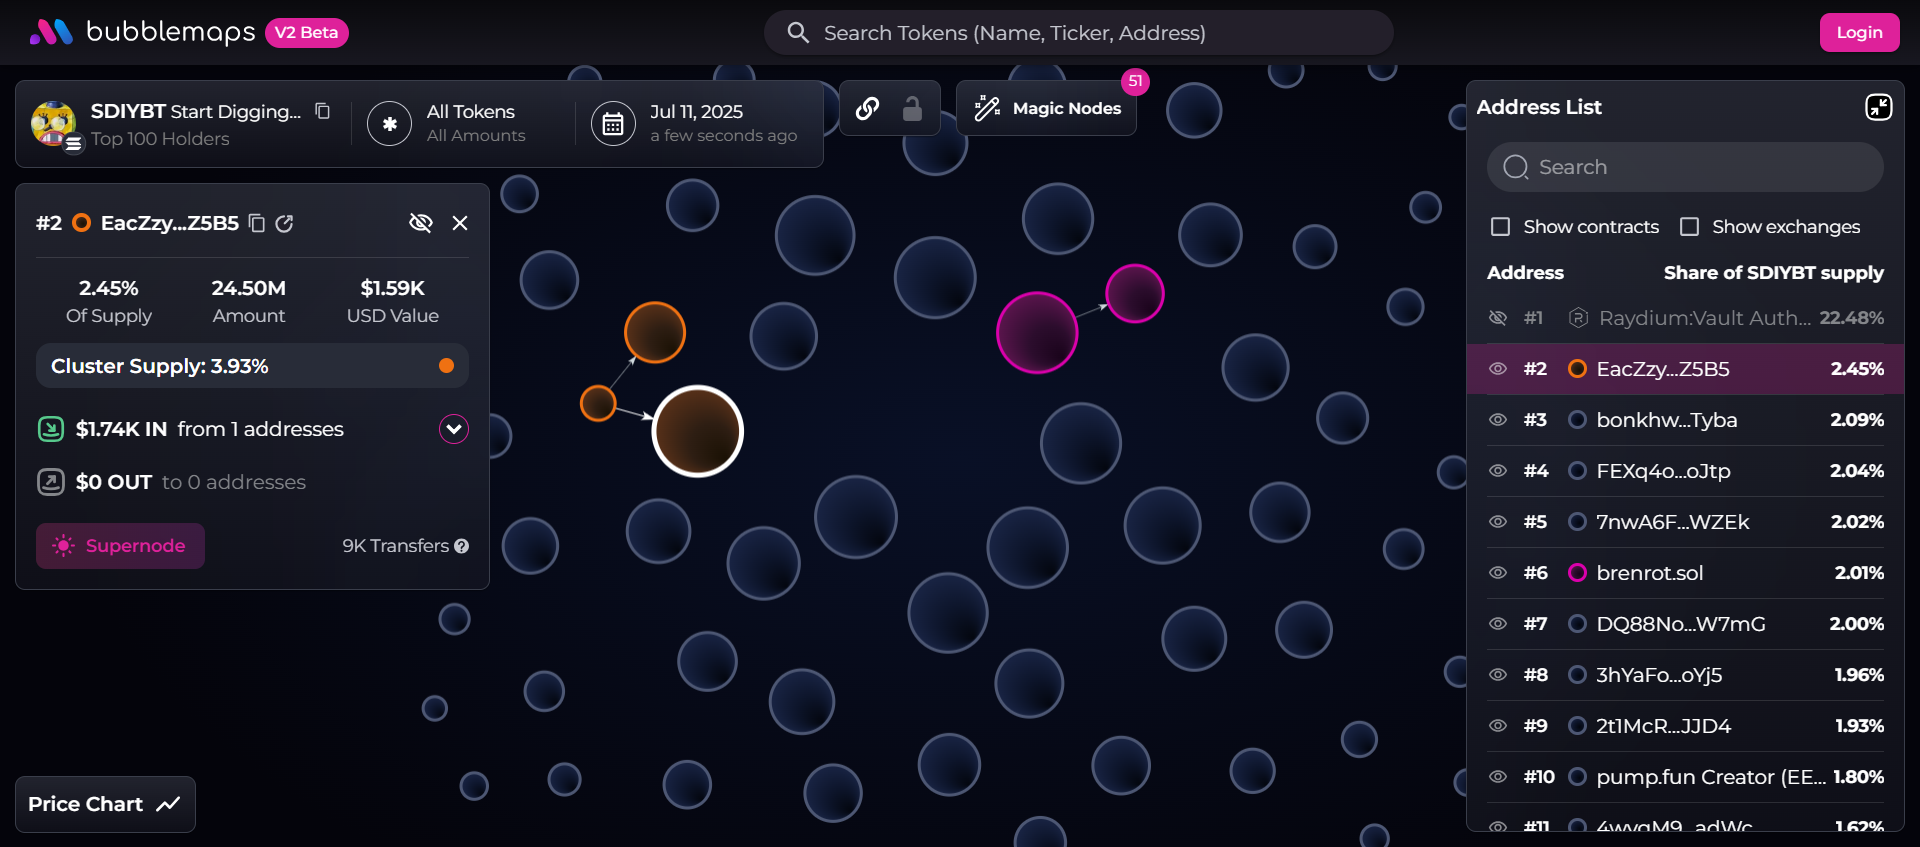 bubblemaps V2 Beta
Search Tokens (Name, Ticker, Address)
Login
SDIYBT Start Digging...
Top 100 Holders
All Tokens
All Amounts
Jul 11, 2025
a few seconds ago
Magic Nodes
51
#2 EacZzy...Z5B5
2.45% 24.50M $1.59K
Of Supply Amount USD Value
Cluster Supply: 3.93%
$1.74K IN from 1 addresses
$0 OUT to 0 addresses
Supernode 9K Transfers ?
Price Chart
Address List
Search
Show contracts Show exchanges
Address Share of SDIYBT supply
#1 Raydium:Vault Auth... 22.48%
#2 EacZzy...Z5B5 2.45%
#3 bonkhw...Tyba 2.09%
#4 FEXq4o...oJtp 2.04%
#5 7nwA6F...WZEk 2.02%
#6 brenrot.sol 2.01%
#7 DQ88No...W7mG 2.00%
#8 3hYaFo...oYj5 1.96%
#9 2t1McR...JJD4 1.93%
#10 pump.fun Creator (EE... 1.80%
#11 1.62%